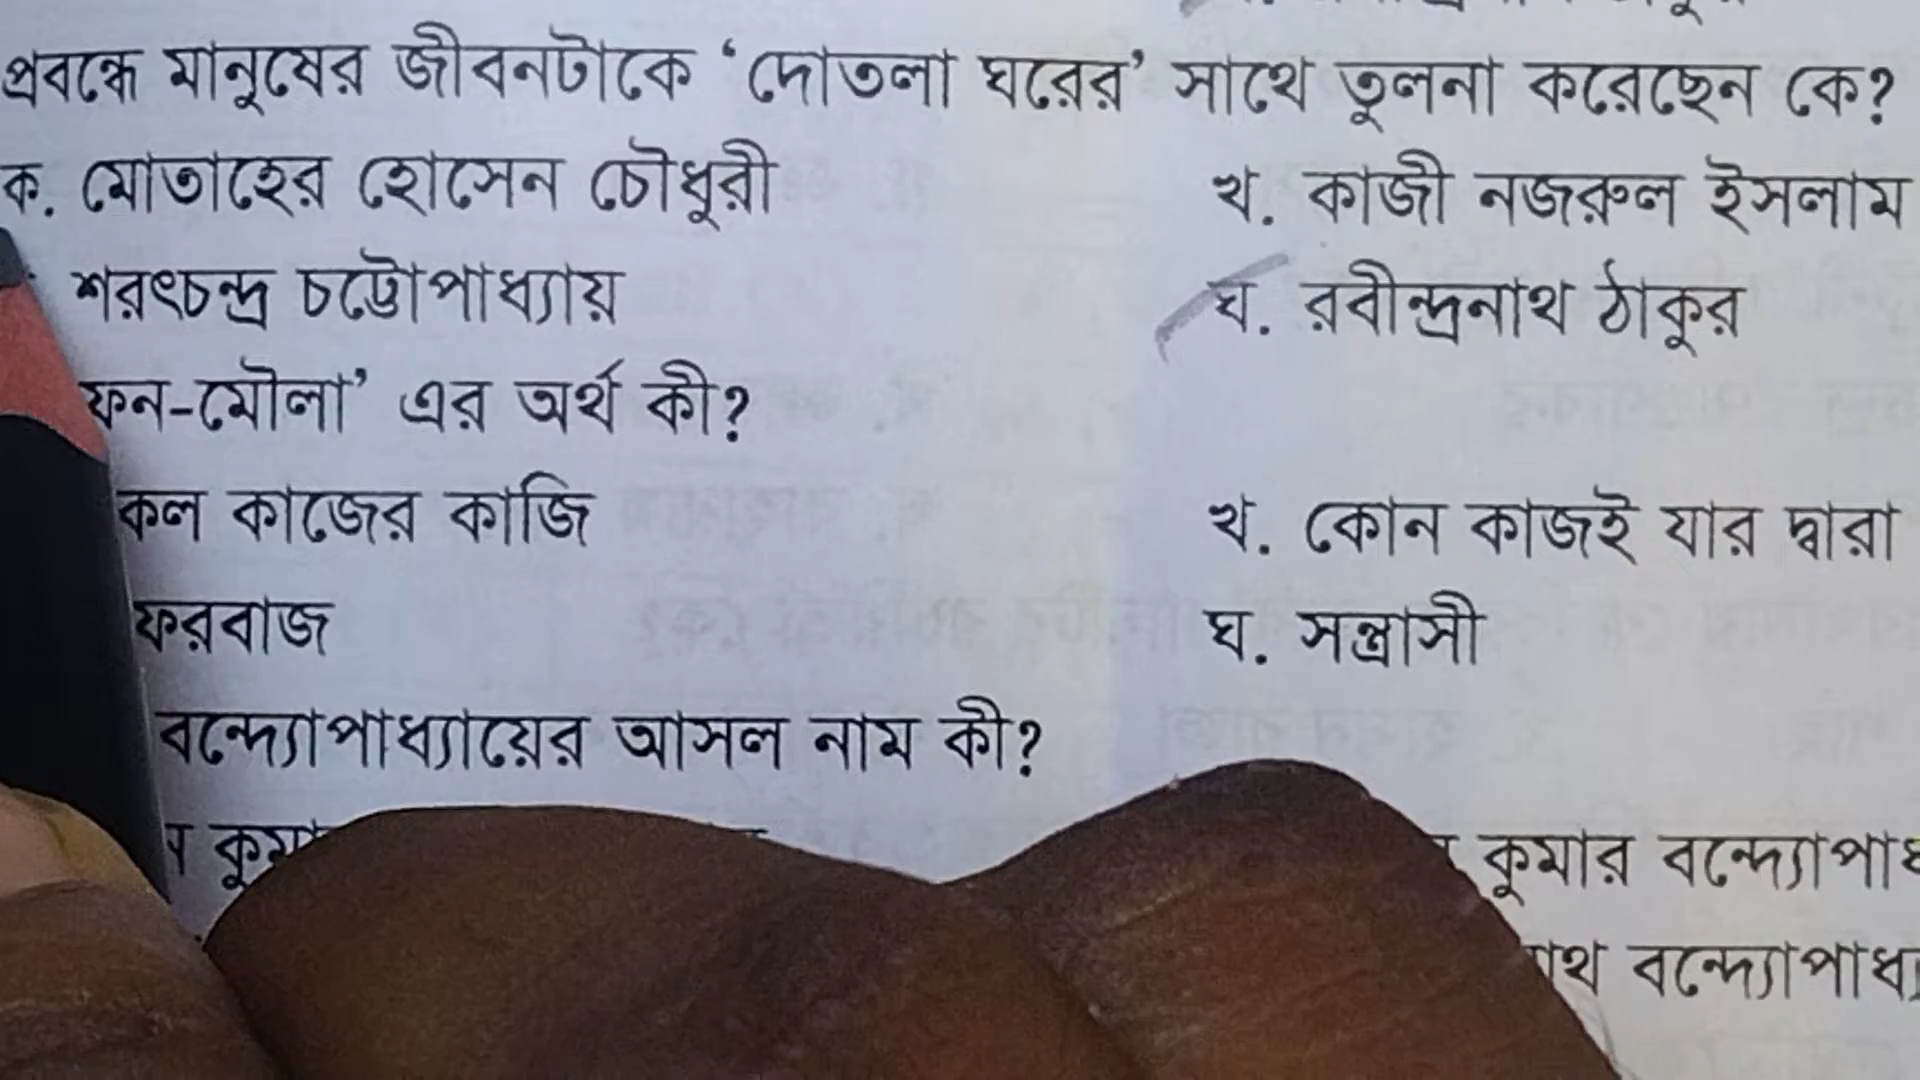 প্রবন্ধে মানুষের জীবনটাকে ‘দোতলা ঘরের’ সাথে তুলনা করেছেন কে?
ক. মোতাহের হোসেন চৌধুরী খ. কাজী নজরুল ইসলাম
শরৎচন্দ্র চট্টোপাধ্যায় ঘ. রবীন্দ্রনাথ ঠাকুর
ফন-মৌলা’ এর অর্থ কী?
কল কাজের কাজি খ. কোন কাজই যার দ্বারা
ফরবাজ ঘ. সন্ত্রাসী
বন্দ্যোপাধ্যায়ের আসল নাম কী?
কুমার বন্দ্যোপাধ
বন্দ্যোপাধ্য